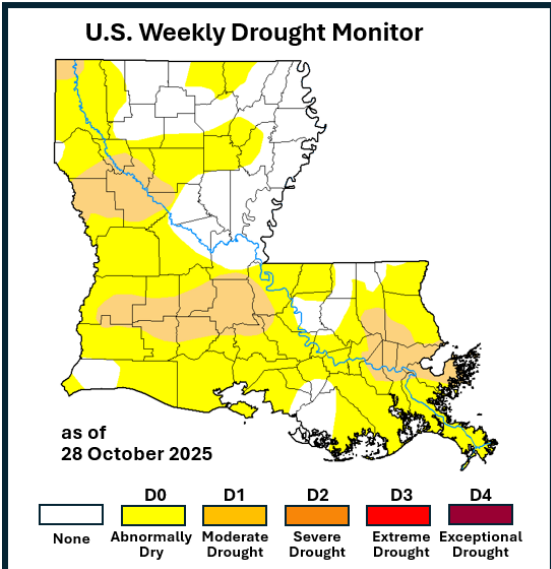 U.S. Weekly Drought Monitor
as of
28 October 2025
D0 D1 D2 D3 D4
None Abnormally Dry Moderate Drought Severe Drought Extreme Drought Exceptional Drought